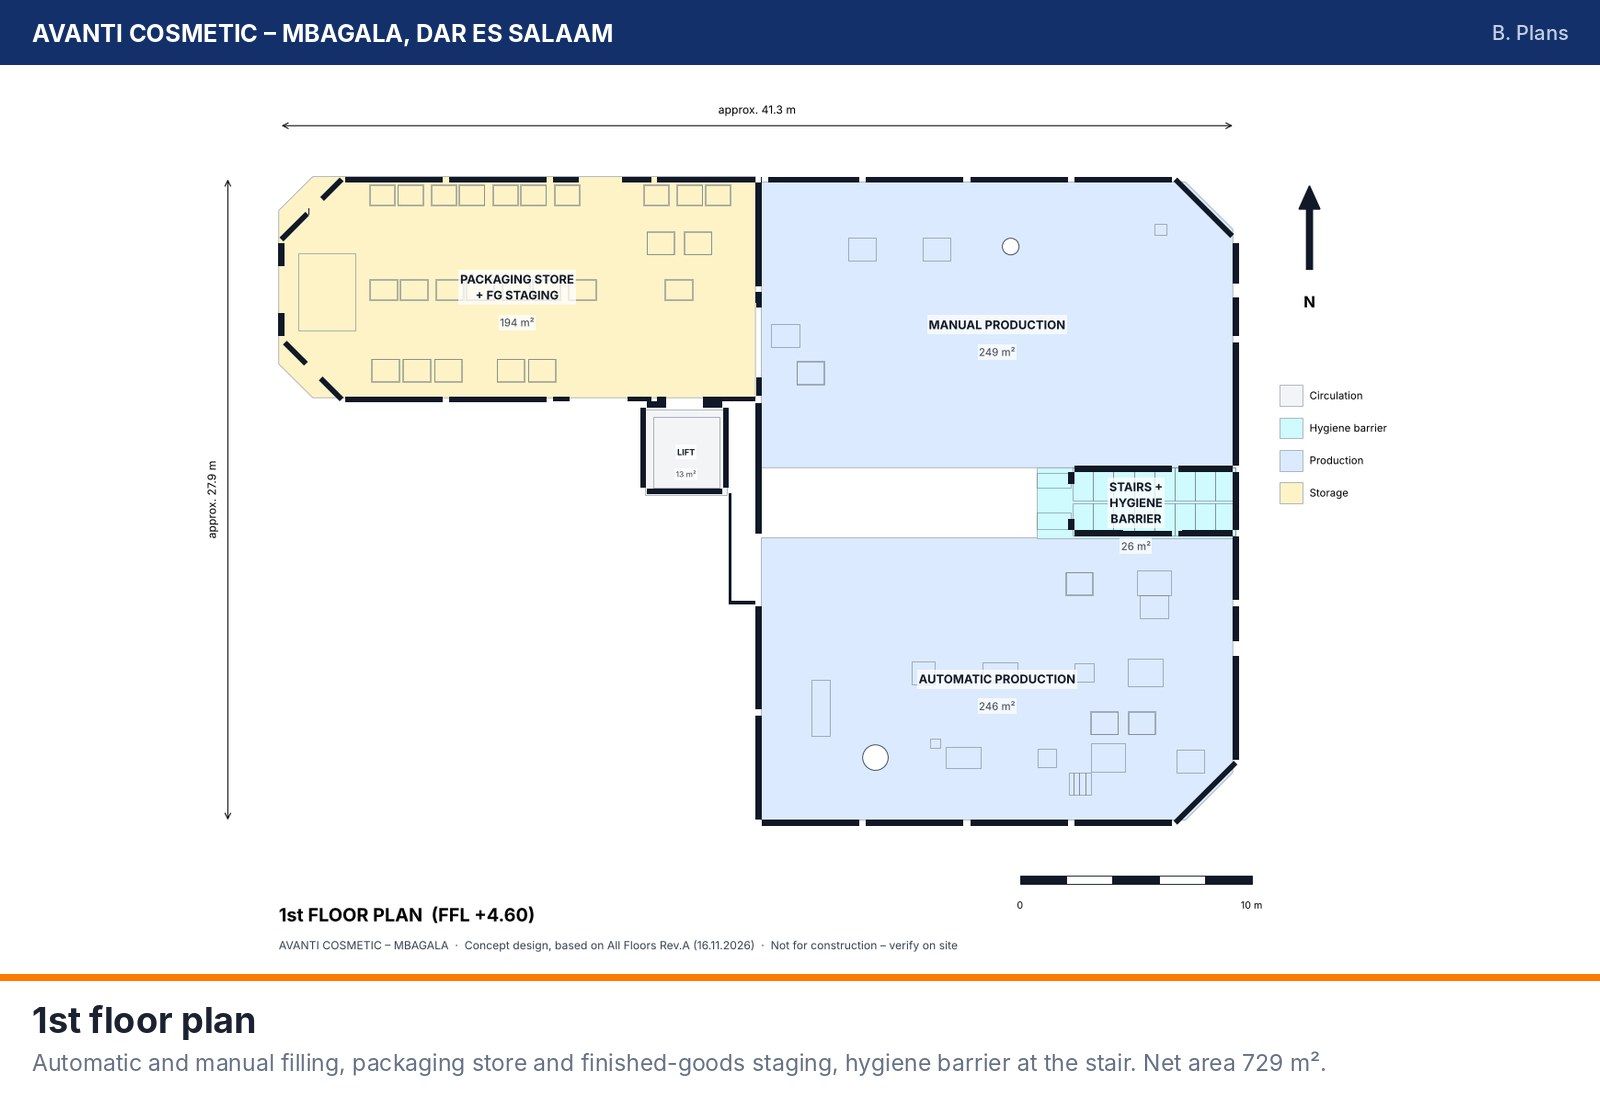 AVANTI COSMETIC – MBAGALA, DAR ES SALAAM
B. Plans
approx. 41.3 m
PACKAGING STORE
+ FG STAGING
194 m²
MANUAL PRODUCTION
249 m²
N
Circulation
Hygiene barrier
Production
Storage
LIFT
13 m²
approx. 27.9 m
STAIRS +
HYGIENE
BARRIER
26 m²
AUTOMATIC PRODUCTION
246 m²
0
10 m
1st FLOOR PLAN (FFL +4.60)
AVANTI COSMETIC – MBAGALA · Concept design, based on All Floors Rev.A (16.11.2026) · Not for construction – verify on site
1st floor plan
Automatic and manual filling, packaging store and finished-goods staging, hygiene barrier at the stair. Net area 729 m².